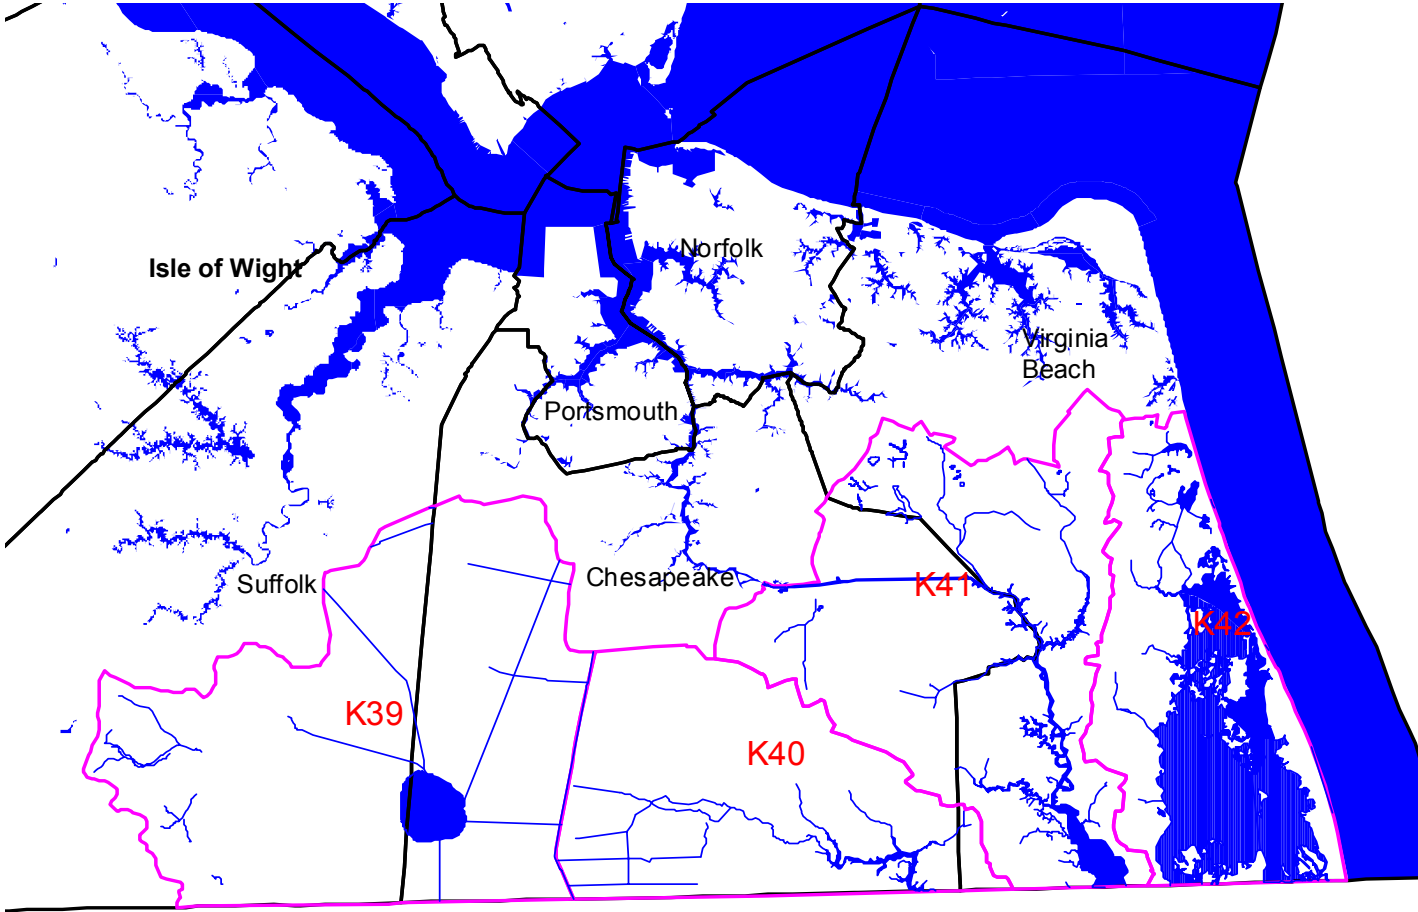 Norfolk
Isle of Wight
Virginia
Beach
Portsmouth
Chesapeake
Suffolk
K41
K42
K39
K40